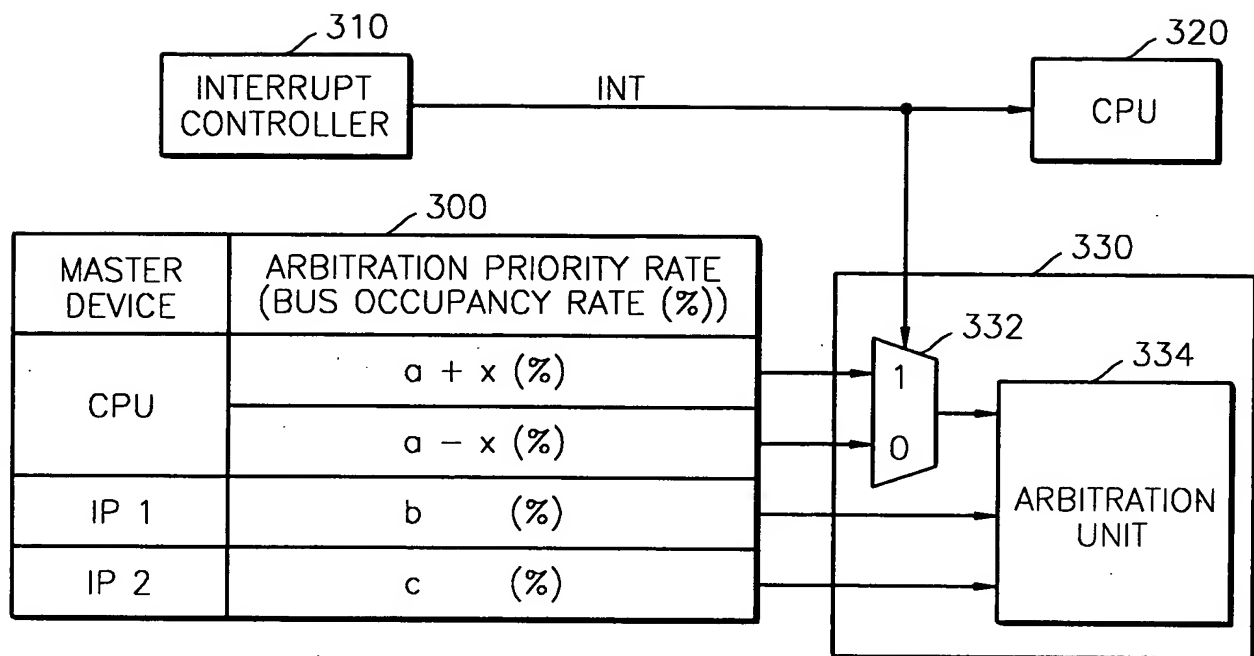 310
INTERRUPT
CONTROLLER
INT
320
CPU
300
MASTER
DEVICE
ARBITRATION PRIORITY RATE
(BUS OCCUPANCY RATE (%))
CPU
a + x (%)
a - x (%)
IP 1
b (%)
IP 2
c (%)
330
332
1
0
334
ARBITRATION
UNIT